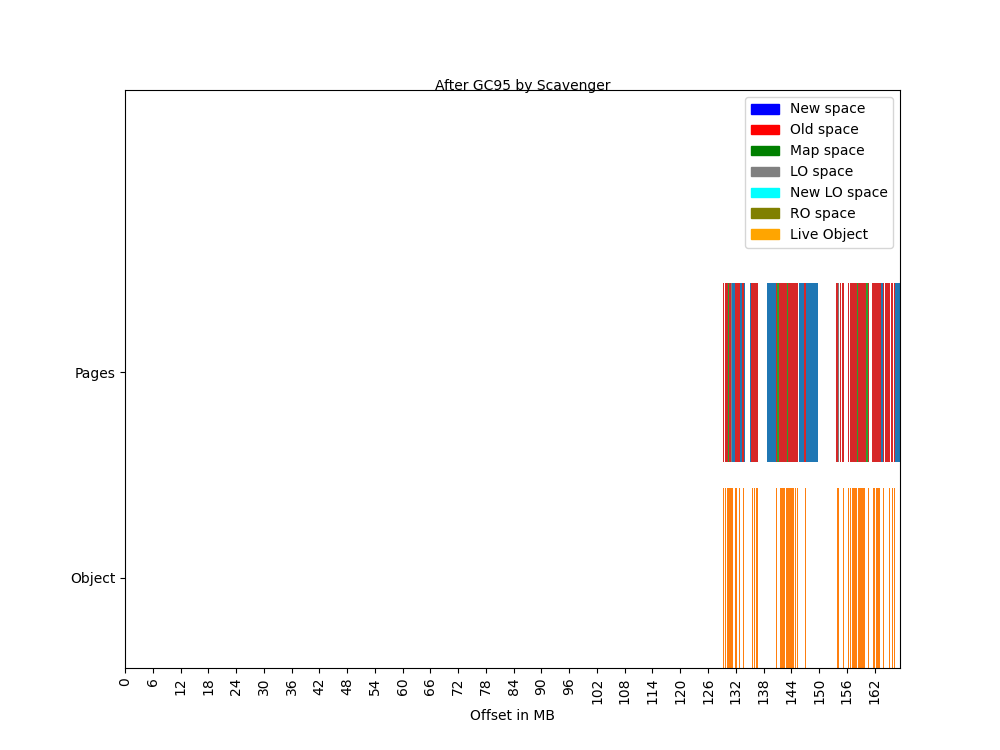 After GC95 by Scavenger
New space
Old space
Map space
LO space
New LO space
RO space
Live Object
Pages
Object
0 6 12 18 24 30 36 42 48 54 60 66 72 78 84 90 96 102 108 114 120 126 132 138 144 150 156 162
Offset in MB